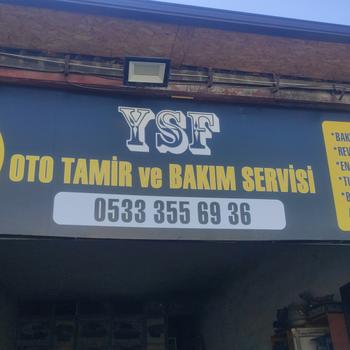 YSF
OTO TAMİR ve BAKIM SERVİSİ
0533 355 69 36